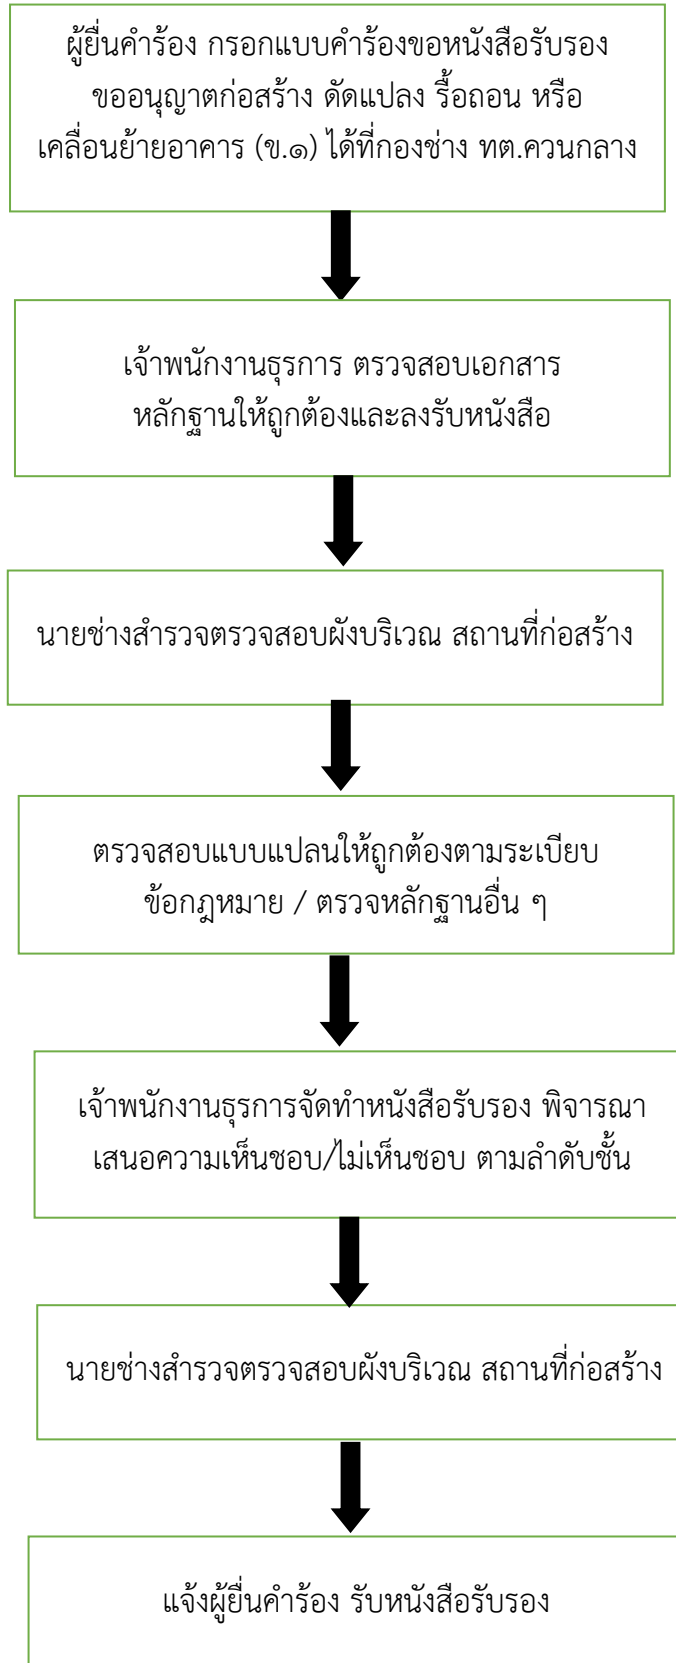 ผู้ยื่นคำร้อง กรอกแบบคำร้องขอหนังสือรับรอง
ขออนุญาตก่อสร้าง ดัดแปลง รื้อถอน หรือ
เคลื่อนย้ายอาคาร (ข.๑) ได้ที่กองช่าง ทต.ควนกลาง
เจ้าพนักงานธุรการ ตรวจสอบเอกสาร
หลักฐานให้ถูกต้องและลงรับหนังสือ
นายช่างสำรวจตรวจสอบผังบริเวณ สถานที่ก่อสร้าง
ตรวจสอบแบบแปลนให้ถูกต้องตามระเบียบ
ข้อกฎหมาย / ตรวจหลักฐานอื่น ๆ
เจ้าพนักงานธุรการจัดทำหนังสือรับรอง พิจารณา
เสนอความเห็นชอบ/ไม่เห็นชอบ ตามลำดับชั้น
นายช่างสำรวจตรวจสอบผังบริเวณ สถานที่ก่อสร้าง
แจ้งผู้ยื่นคำร้อง รับหนังสือรับรอง